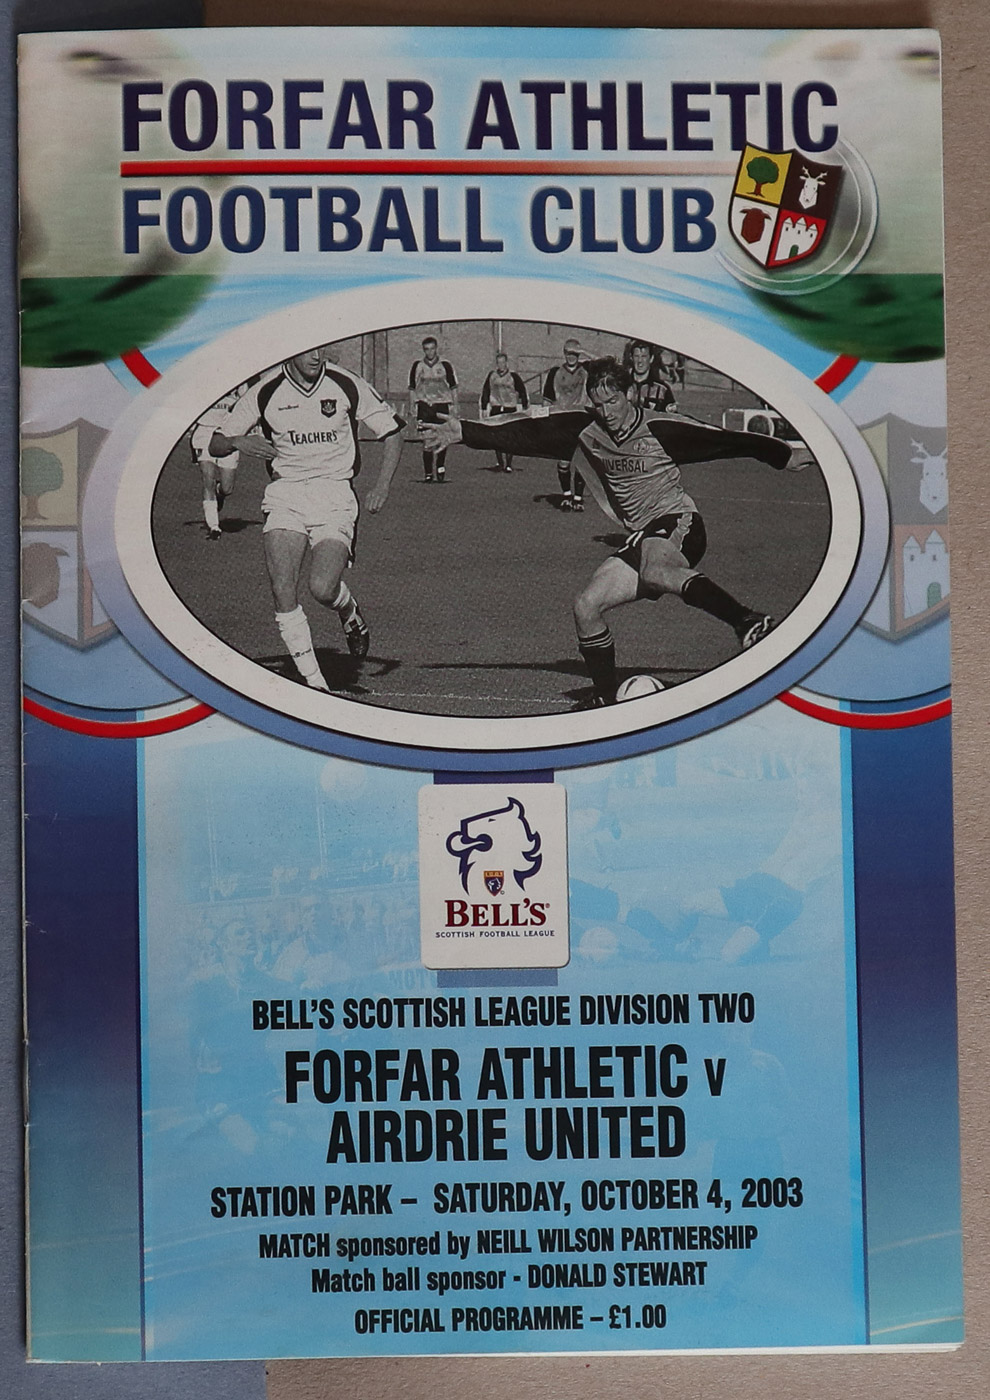 FORFAR ATHLETIC
FOOTBALL CLUB
TEACHER'S
BELL'S
SCOTTISH FOOTBALL LEAGUE
BELL'S SCOTTISH LEAGUE DIVISION TWO
FORFAR ATHLETIC v
AIRDRIE UNITED
STATION PARK – SATURDAY, OCTOBER 4, 2003
MATCH sponsored by NEILL WILSON PARTNERSHIP
Match ball sponsor - DONALD STEWART
OFFICIAL PROGRAMME – £1.00